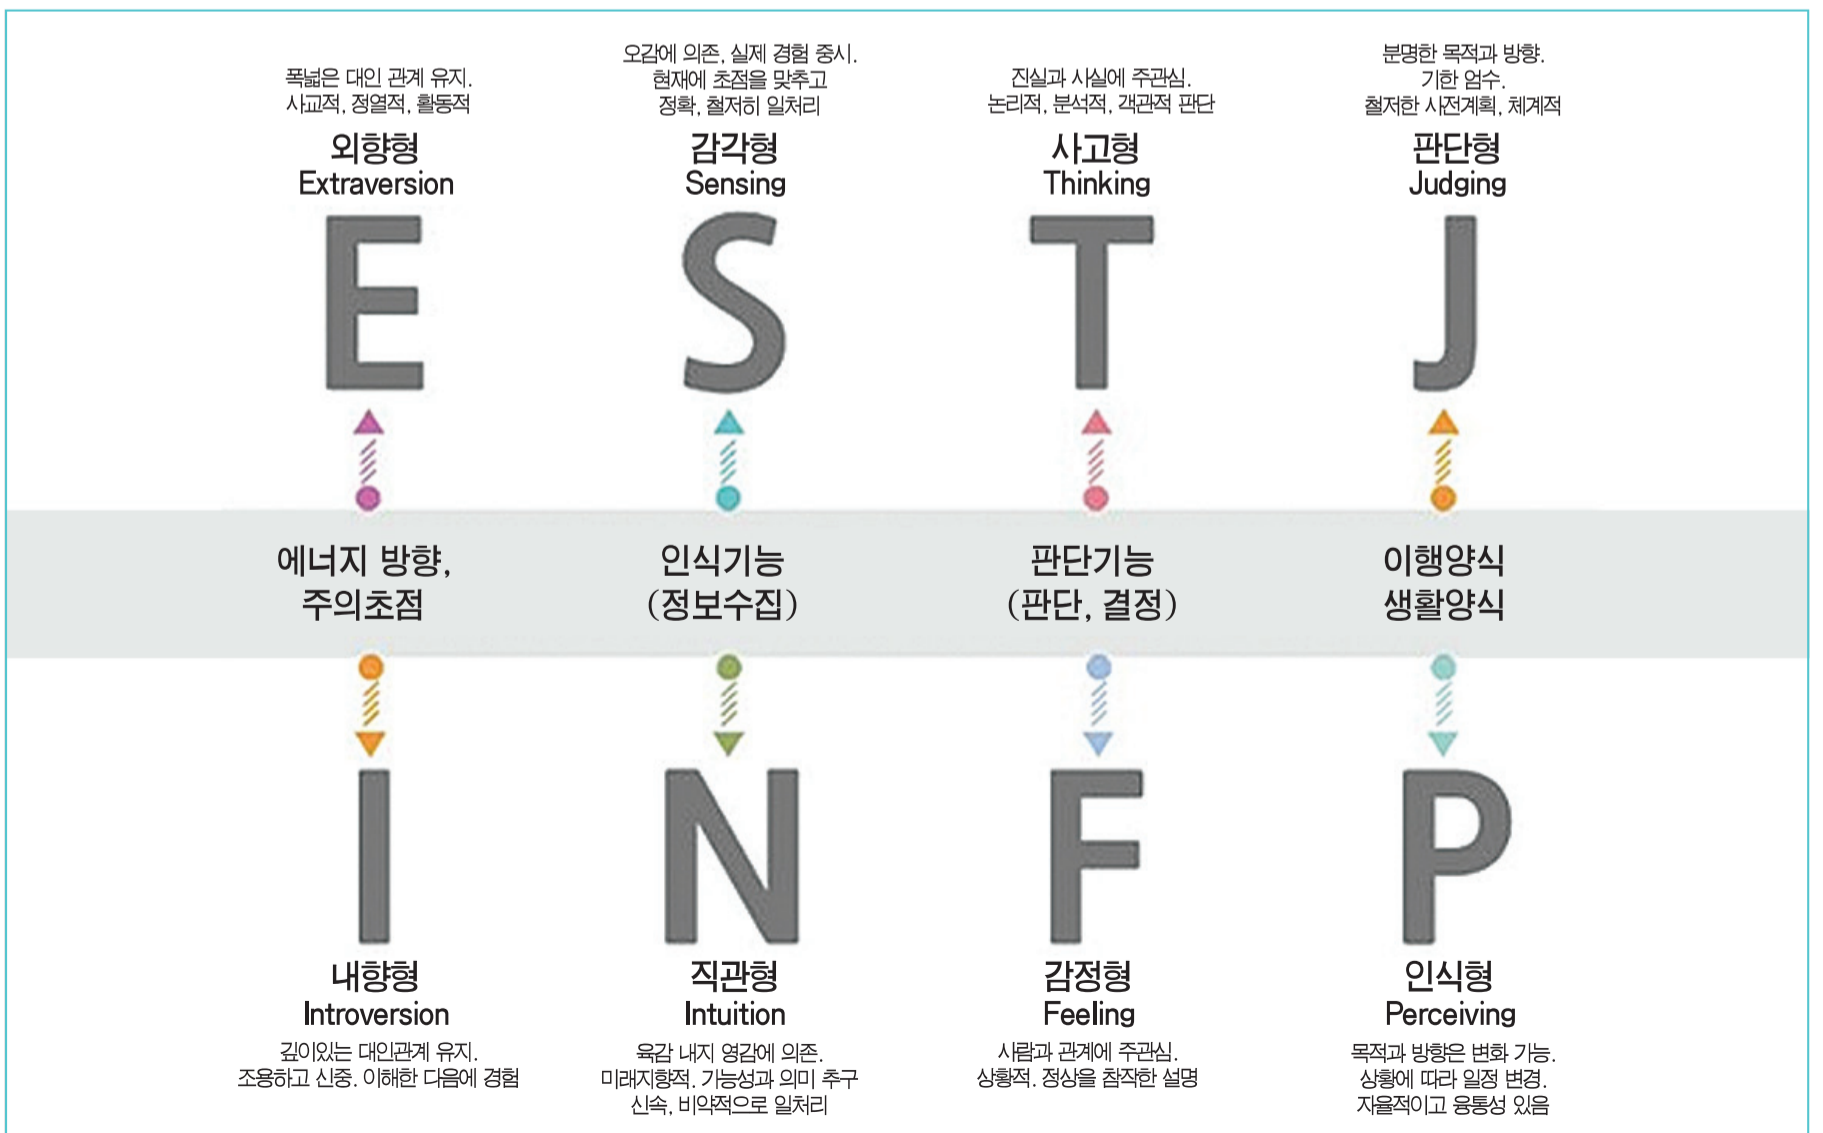 폭넓은 대인 관계 유지.
사교적, 정열적, 활동적
외향형
Extraversion
E
오감에 의존, 실제 경험 중시.
현재에 초점을 맞추고
정확, 철저히 일처리
감각형
Sensing
S
진실과 사실에 주관심.
논리적, 분석적, 객관적 판단
사고형
Thinking
T
분명한 목적과 방향.
기한 엄수.
철저한 사전계획, 체계적
판단형
Judging
J
에너지 방향,
주의초점
인식기능
(정보수집)
판단기능
(판단, 결정)
이행양식
생활양식
I
내향형
Introversion
깊이있는 대인관계 유지.
조용하고 신중. 이해한 다음에 경험
N
직관형
Intuition
육감 내지 영감에 의존.
미래지향적. 가능성과 의미 추구
신속, 비약적으로 일처리
F
감정형
Feeling
사람과 관계에 주관심.
상황적. 정상을 참작한 설명
P
인식형
Perceiving
목적과 방향은 변화 가능.
상황에 따라 일정 변경.
자율적이고 융통성 있음